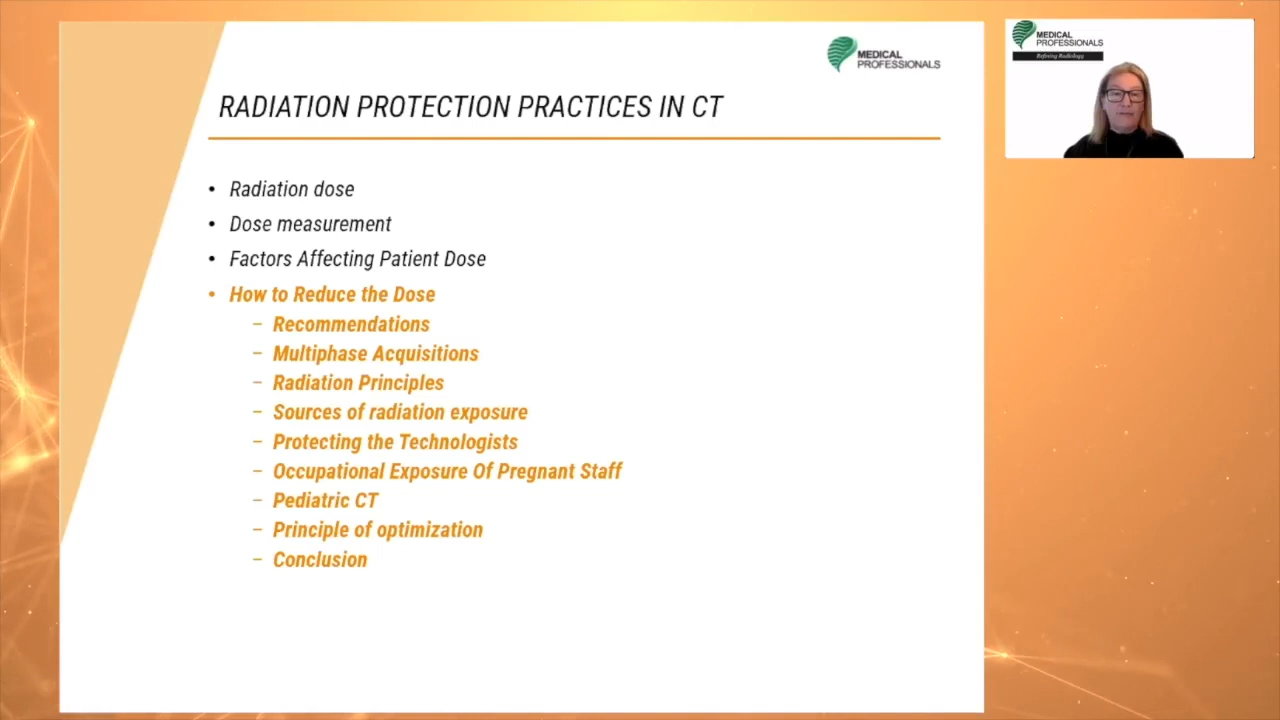 MEDICAL
PROFESSIONALS
RADIATION PROTECTION PRACTICES IN CT
• Radiation dose
• Dose measurement
• Factors Affecting Patient Dose
• How to Reduce the Dose
– Recommendations
– Multiphase Acquisitions
– Radiation Principles
– Sources of radiation exposure
– Protecting the Technologists
– Occupational Exposure Of Pregnant Staff
– Pediatric CT
– Principle of optimization
– Conclusion
MEDICAL
PROFESSIONALS
Refining Radiology